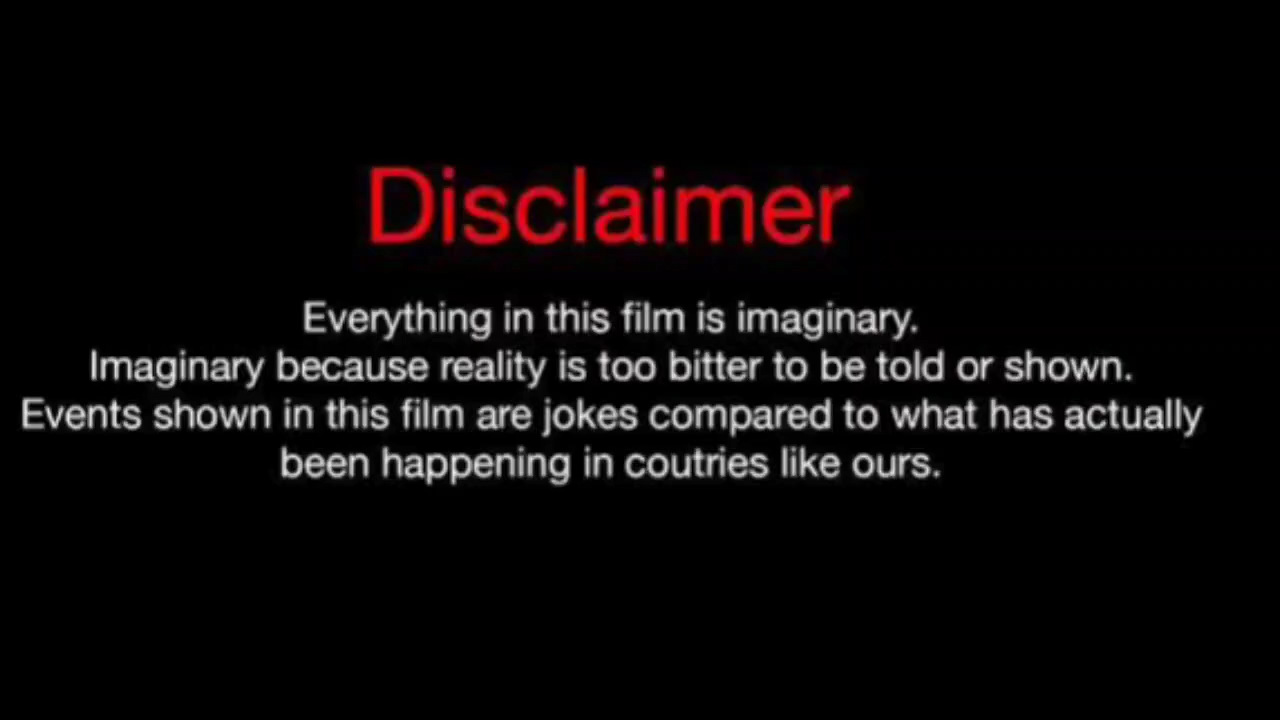 Disclaimer
Everything in this film is imaginary.
Imaginary because reality is too bitter to be told or shown.
Events shown in this film are jokes compared to what has actually
been happening in coutries like ours.